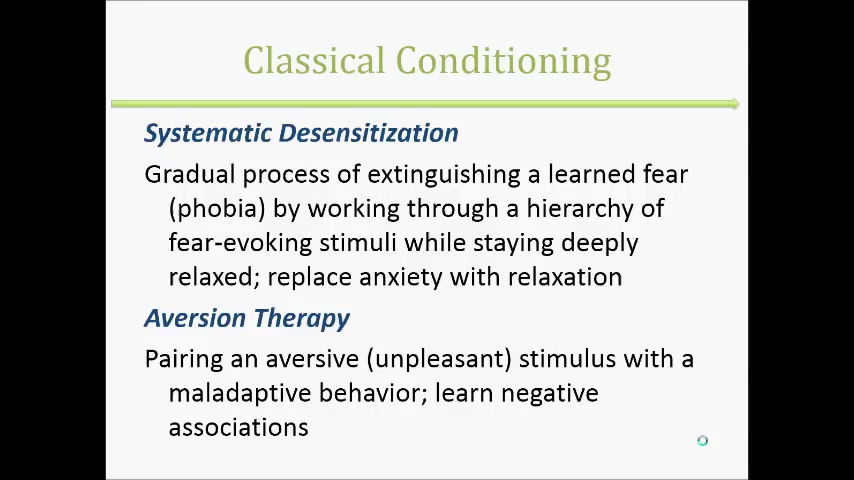 Classical Conditioning
Systematic Desensitization
Gradual process of extinguishing a learned fear
(phobia) by working through a hierarchy of
fear-evoking stimuli while staying deeply
relaxed; replace anxiety with relaxation
Aversion Therapy
Pairing an aversive (unpleasant) stimulus with a
maladaptive behavior; learn negative
associations